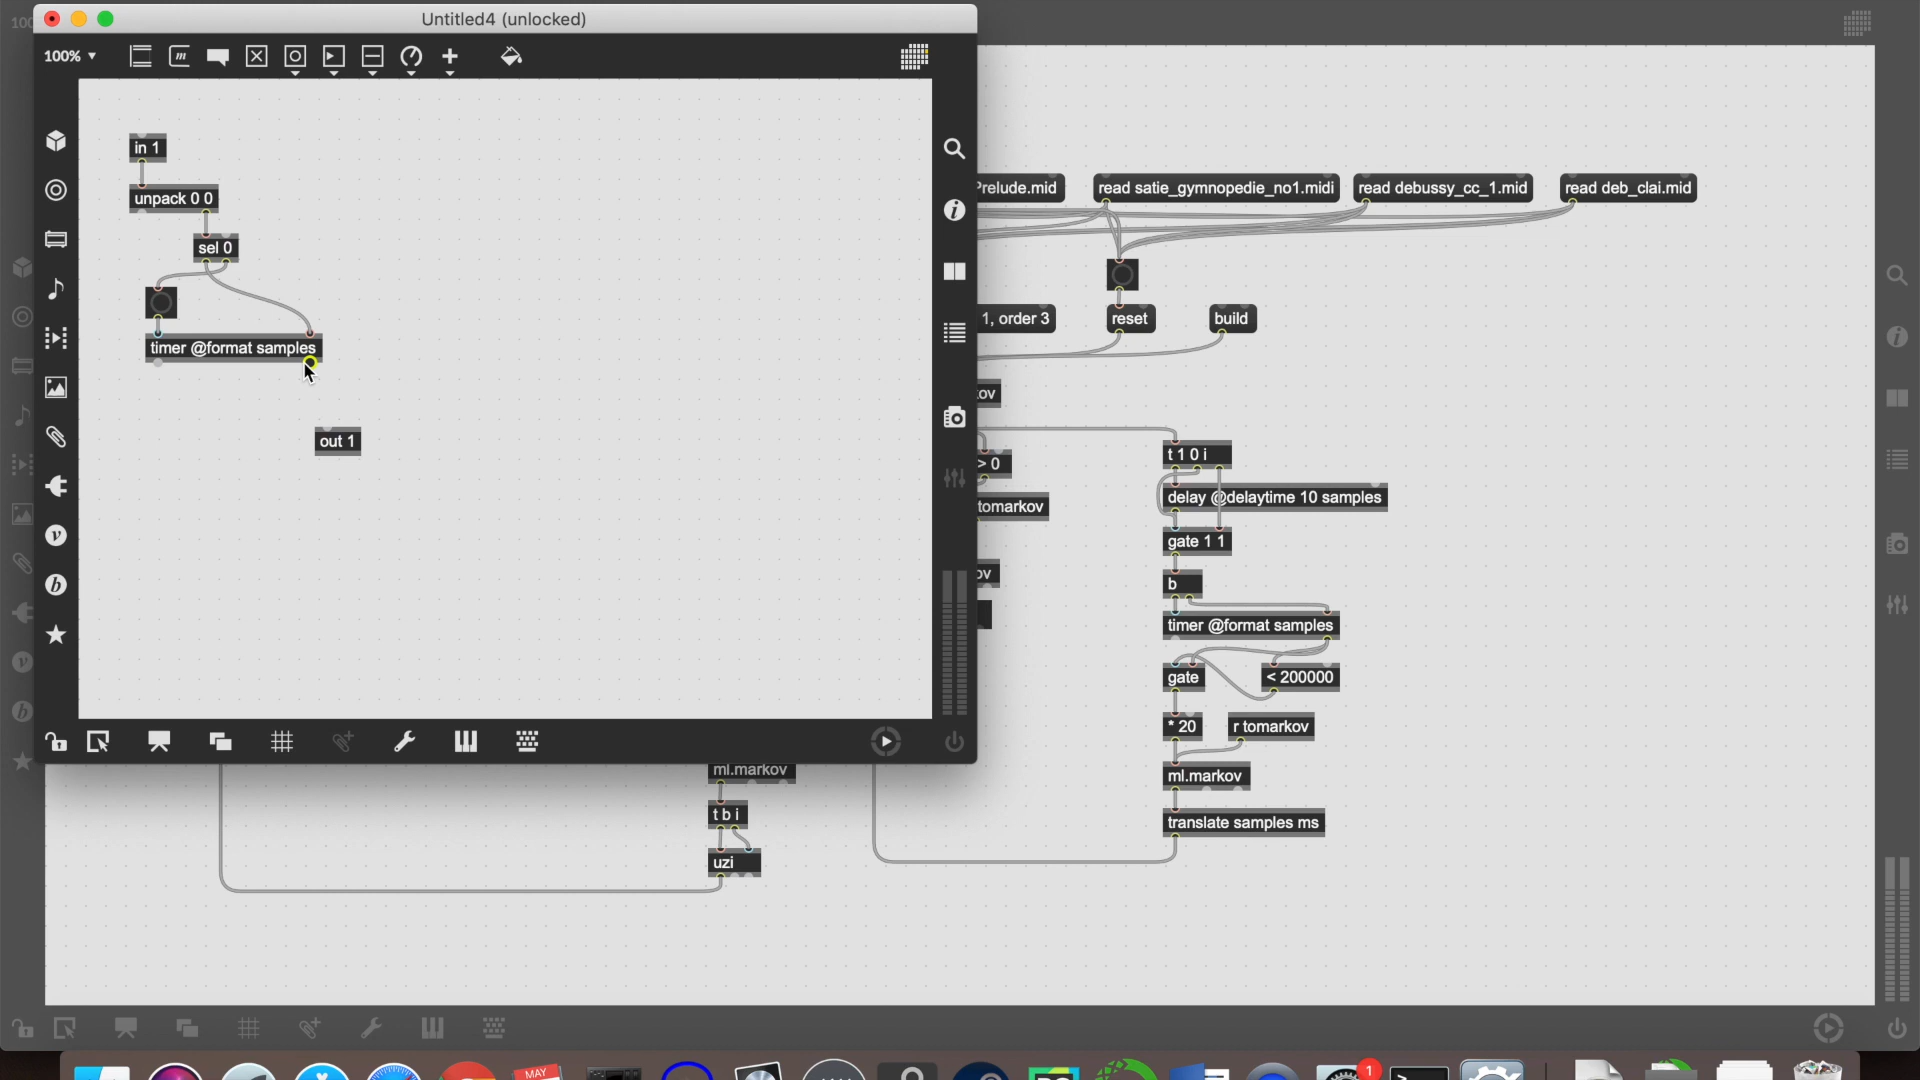 Untitled4 (unlocked)
100%
in 1
unpack 0 0
sel 0
timer @format samples
out 1
Prelude.mid
read satie_gymnopedie_no1.midi
read debussy_cc_1.mid
read deb_clai.mid
1, order 3
reset
build
> 0
tomarkov
t 1 0 i
delay @delaytime 10 samples
gate 1 1
b
timer @format samples
gate
< 200000
* 20
r tomarkov
ml.markov
translate samples ms
ml.markov
t b i
uzi
MAY
1